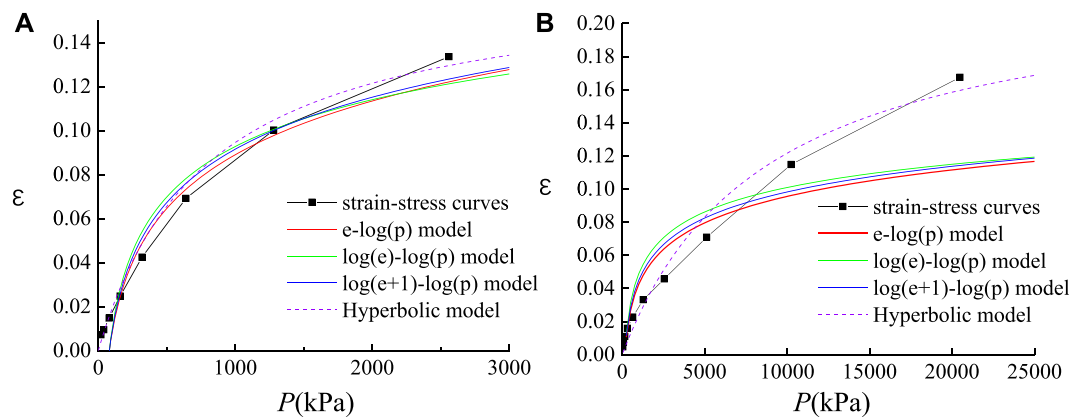 A
ε
0.14
0.12
0.10
0.08
0.06
0.04
0.02
0.00
0
1000
2000
3000
P(kPa)
strain-stress curves
e-log(p) model
log(e)-log(p) model
log(e+1)-log(p) model
Hyperbolic model
B
ε
0.20
0.18
0.16
0.14
0.12
0.10
0.08
0.06
0.04
0.02
0.00
0
5000
10000
15000
20000
25000
P(kPa)
strain-stress curves
e-log(p) model
log(e)-log(p) model
log(e+1)-log(p) model
Hyperbolic model